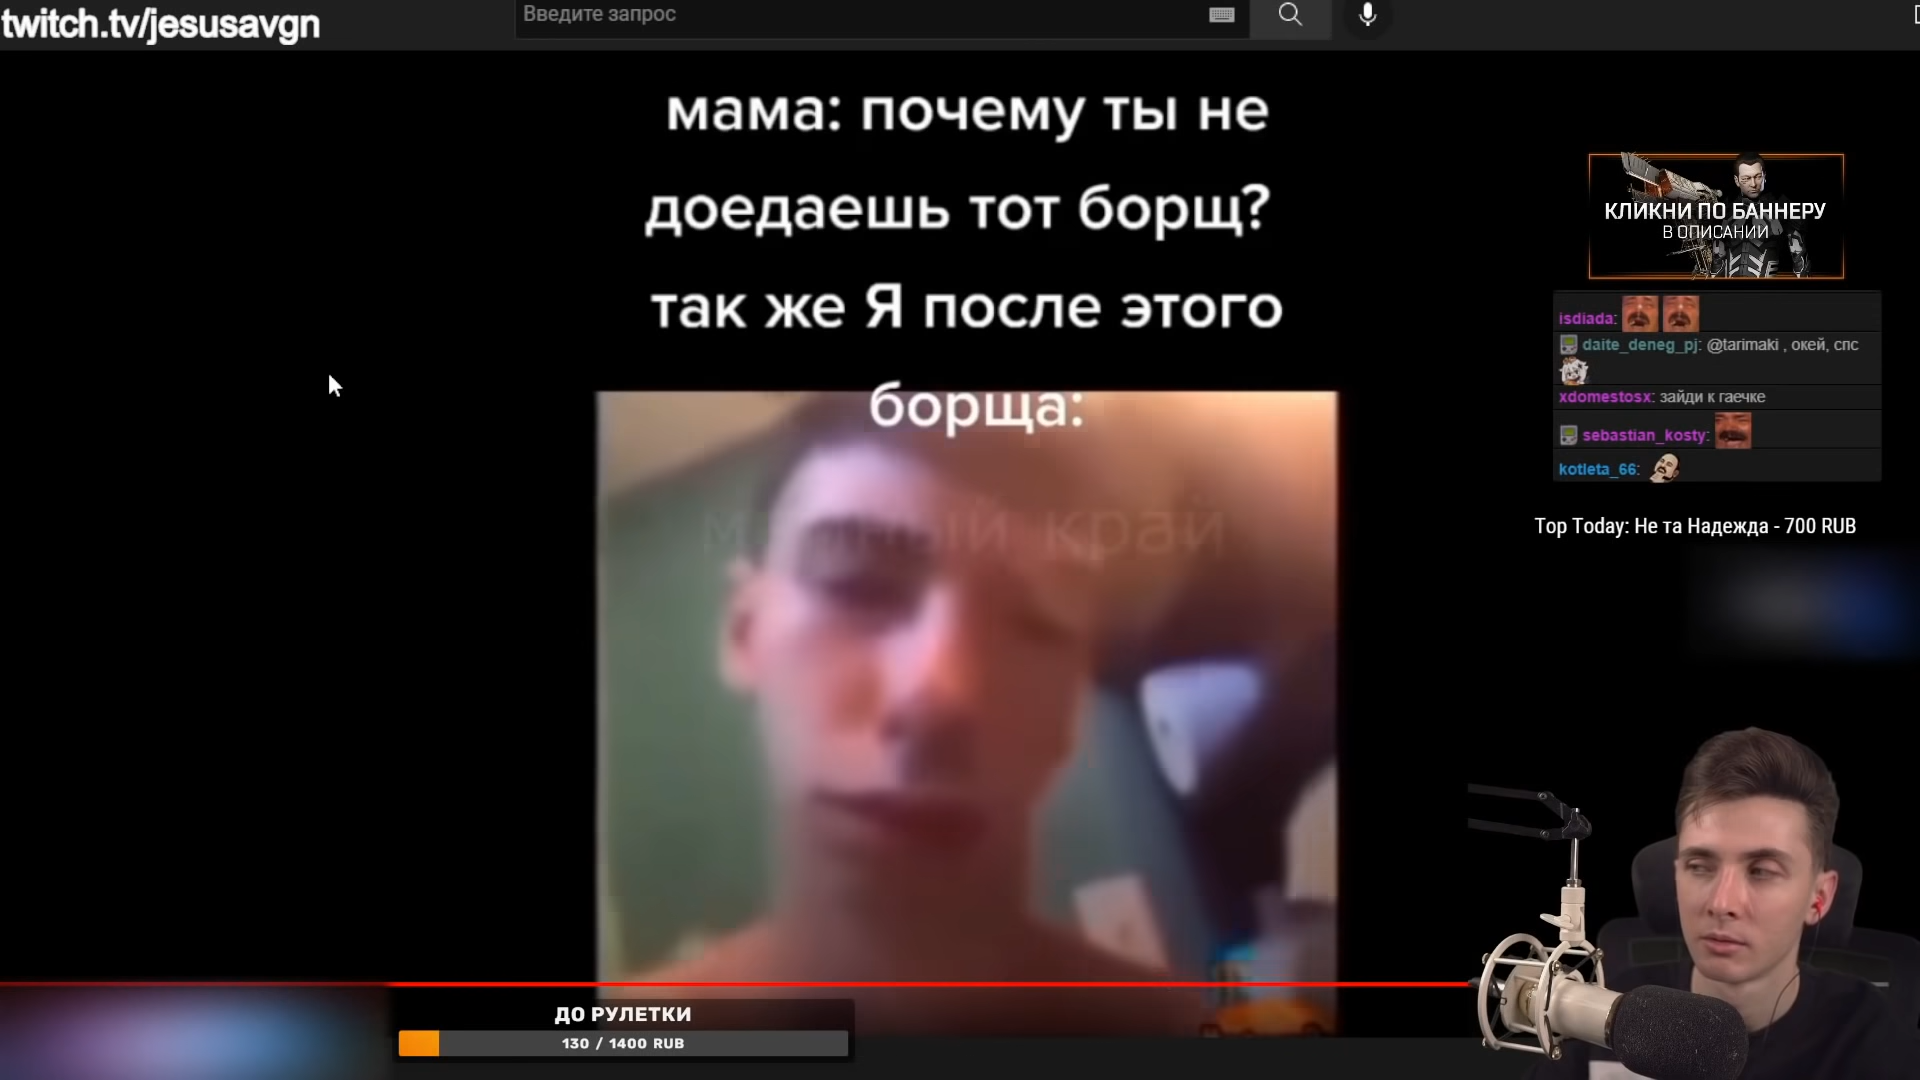 twitch.tv/jesusavgn
Введите запрос
мама: почему ты не
доедаешь тот борщ?
так же Я после этого
борща:
край
КЛИКНИ ПО БАННЕРУ
В ОПИСАНИИ
isdiada:
daite_deneg_pj: @tarimaki , окей, спс
xdomestosx: зайди к гаечке
sebastian_kosty:
kotleta_66:
Top Today: Не та Надежда - 700 RUB
ДО РУЛЕТКИ
130 / 1400 RUB